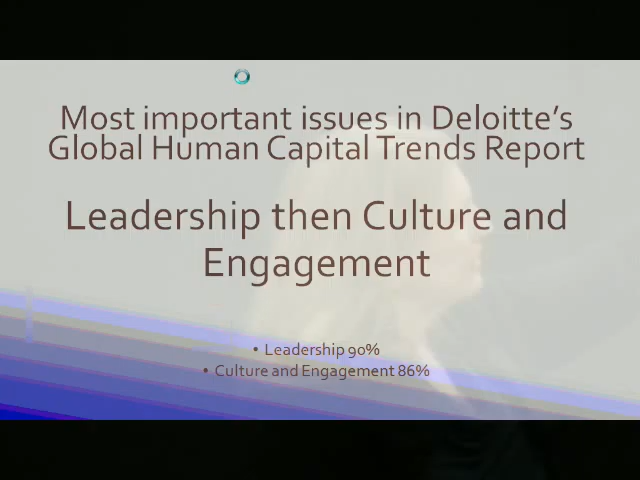 Most important issues in Deloitte's
Global Human Capital Trends Report
Leadership then Culture and
Engagement
• Leadership 90%
• Culture and Engagement 86%